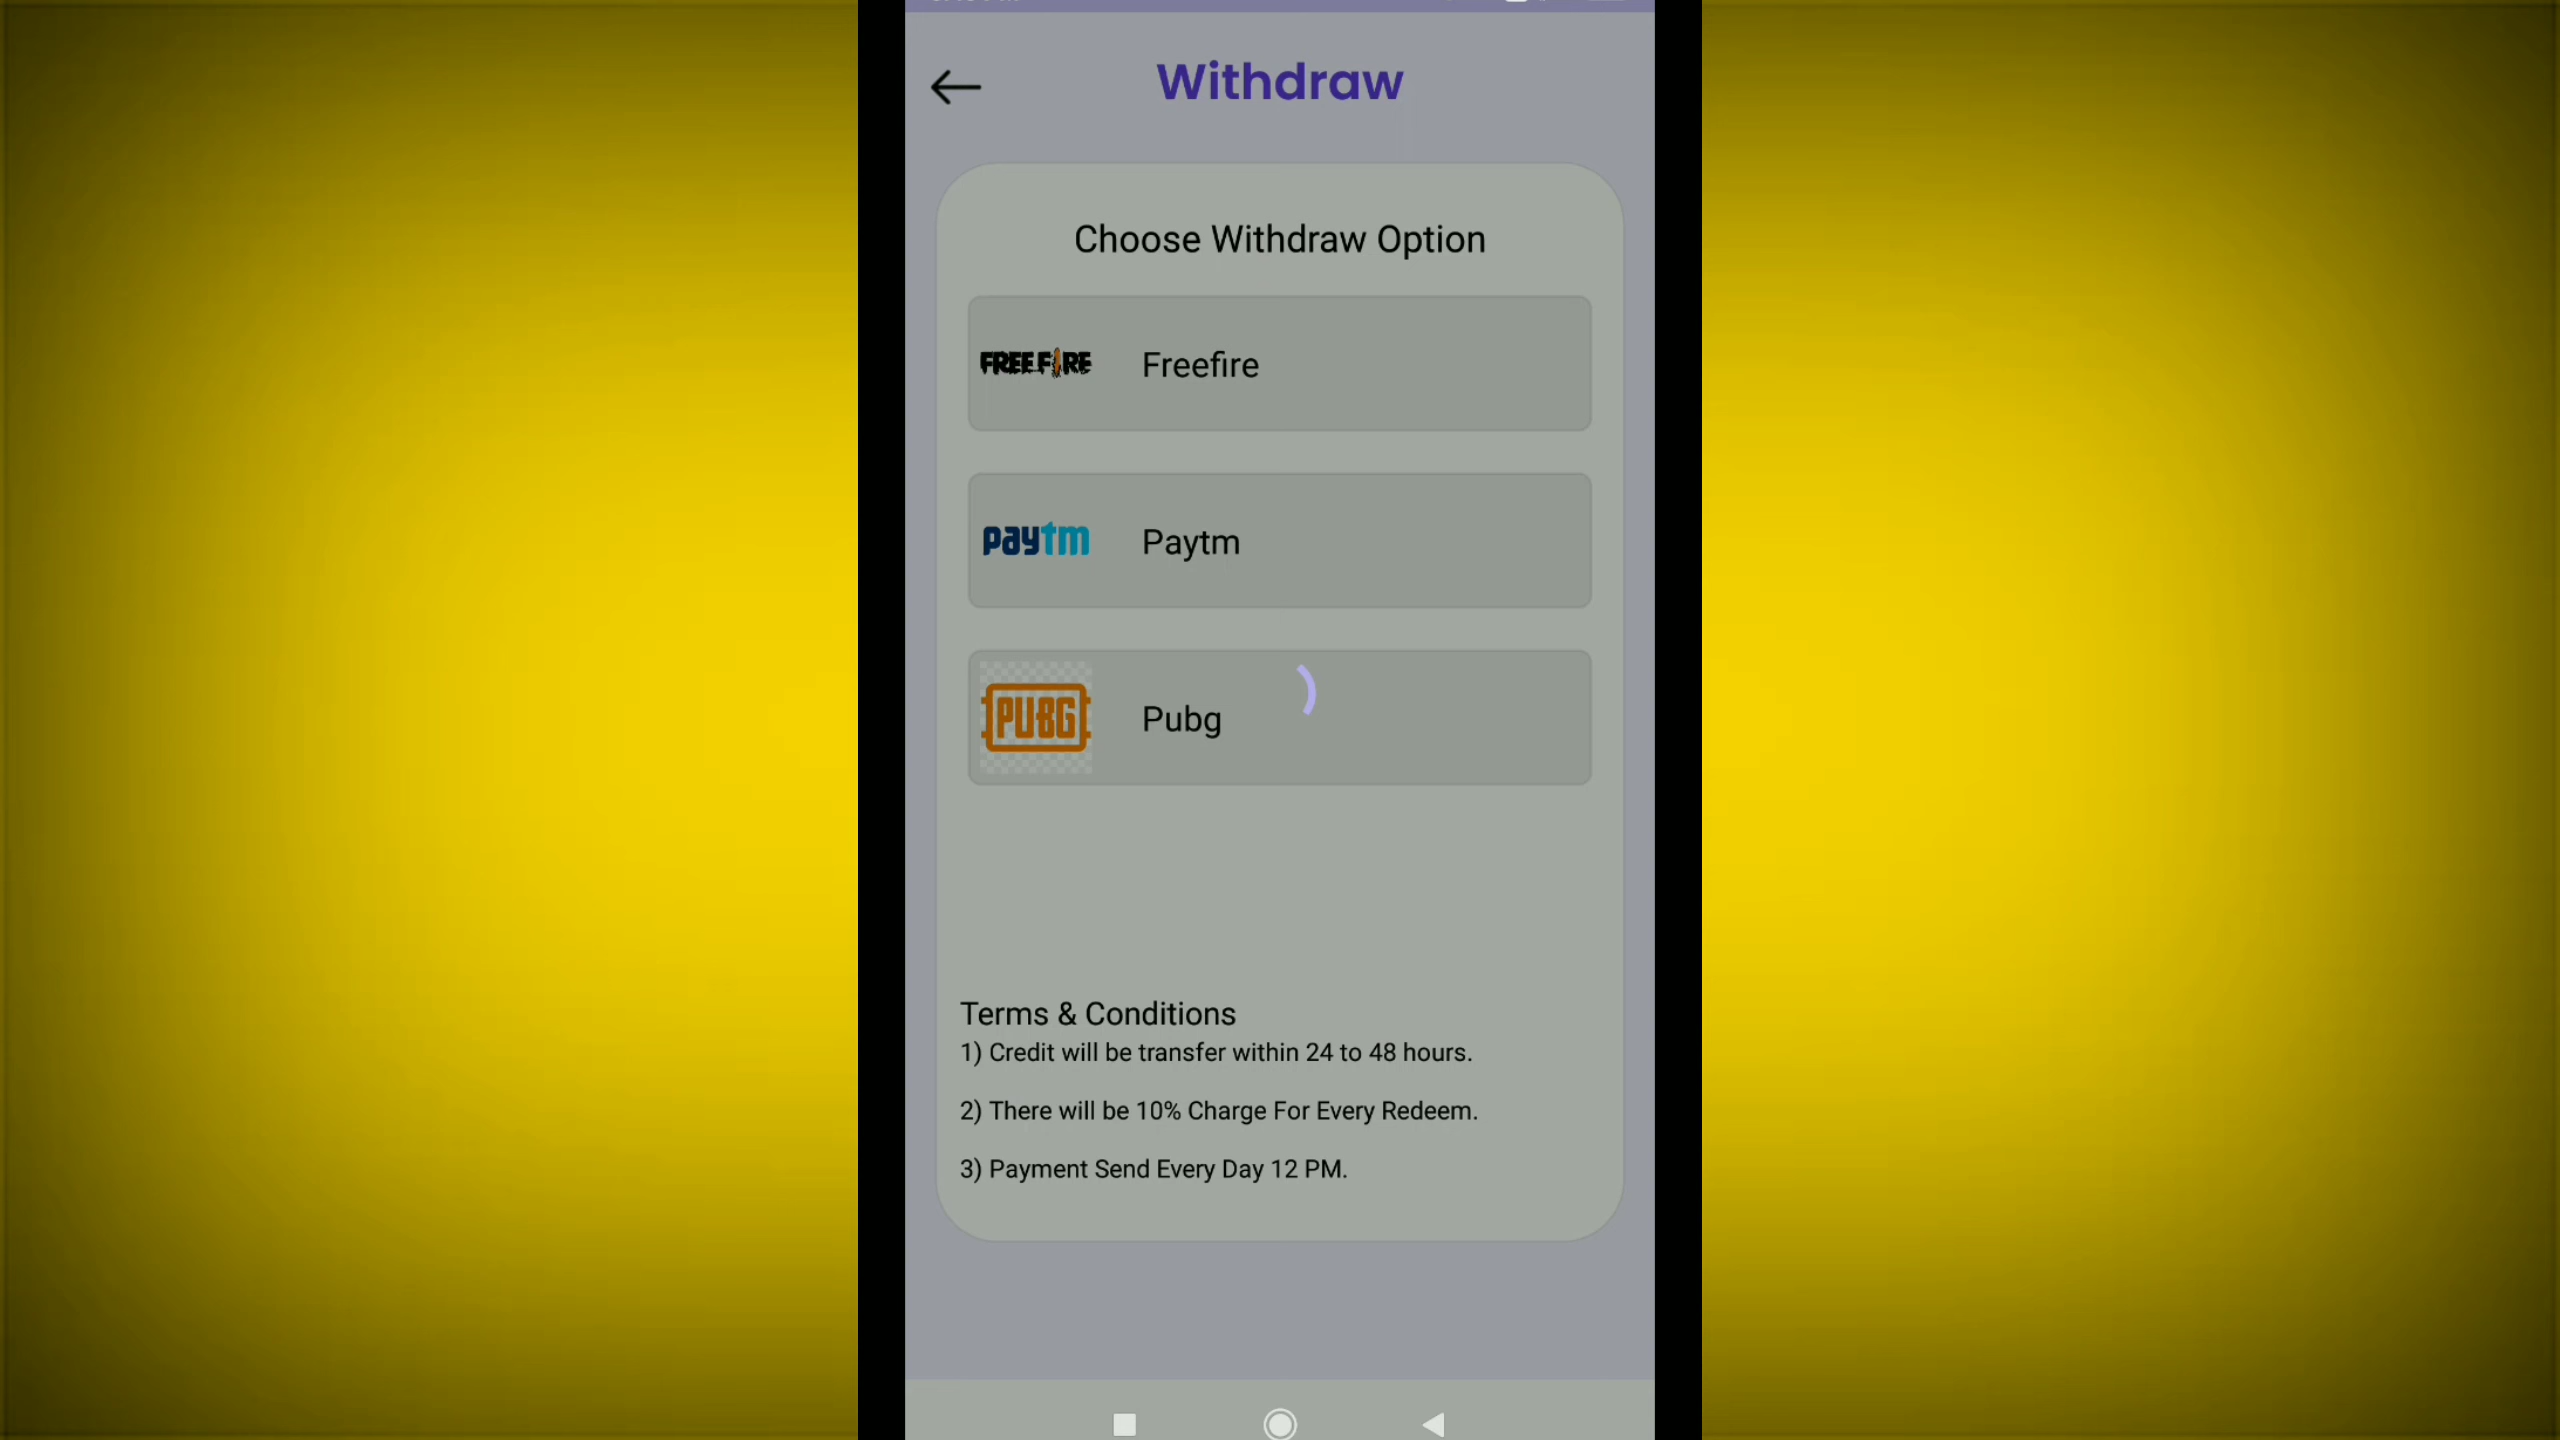 Withdraw
Choose Withdraw Option
FREE FIRE Freefire
paytm Paytm
PUBG Pubg
Terms & Conditions
1) Credit will be transfer within 24 to 48 hours.
2) There will be 10% Charge For Every Redeem.
3) Payment Send Every Day 12 PM.